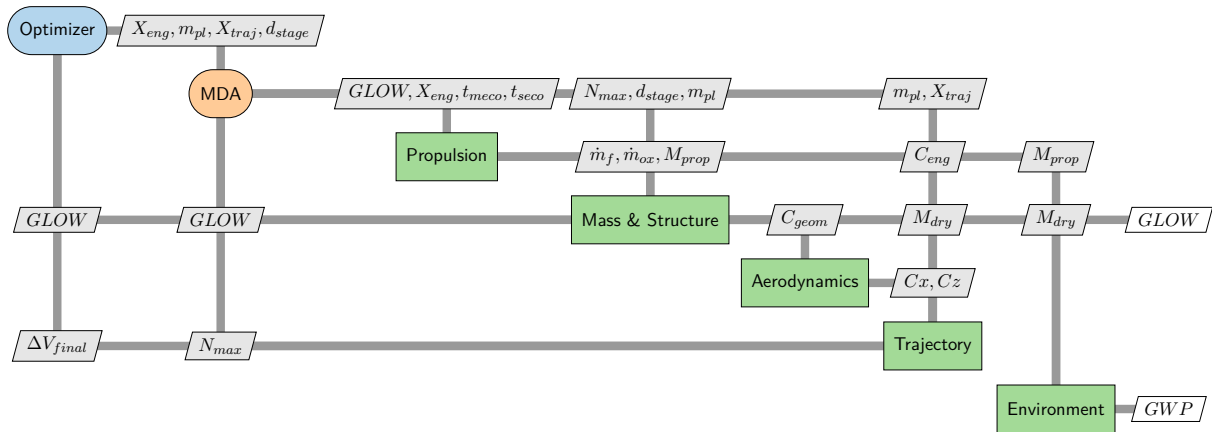 Optimizer X_eng, m_pl, X_traj, d_stage
MDA GLOW, X_eng, t_meco, t_seco N_max, d_stage, m_pl m_pl, X_traj
Propulsion ṁ_f, ṁ_ox, M_prop C_eng M_prop
GLOW GLOW Mass & Structure C_geom M_dry M_dry GLOW
Aerodynamics Cx, Cz
ΔV_final N_max Trajectory
Environment GWP